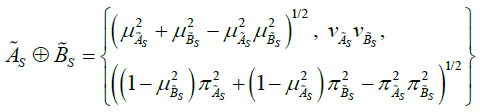 $\tilde{A}_S \oplus \tilde{B}_S = \left\{ \begin{array}{l} \left( \mu_{\tilde{A}_S}^2 + \mu_{\tilde{B}_S}^2 - \mu_{\tilde{A}_S}^2 \mu_{\tilde{B}_S}^2 \right)^{1/2}, \; v_{\tilde{A}_S} v_{\tilde{B}_S}, \\ \left( \left( 1 - \mu_{\tilde{B}_S}^2 \right) \pi_{\tilde{A}_S}^2 + \left( 1 - \mu_{\tilde{A}_S}^2 \right) \pi_{\tilde{B}_S}^2 - \pi_{\tilde{A}_S}^2 \pi_{\tilde{B}_S}^2 \right)^{1/2} \end{array} \right\}$